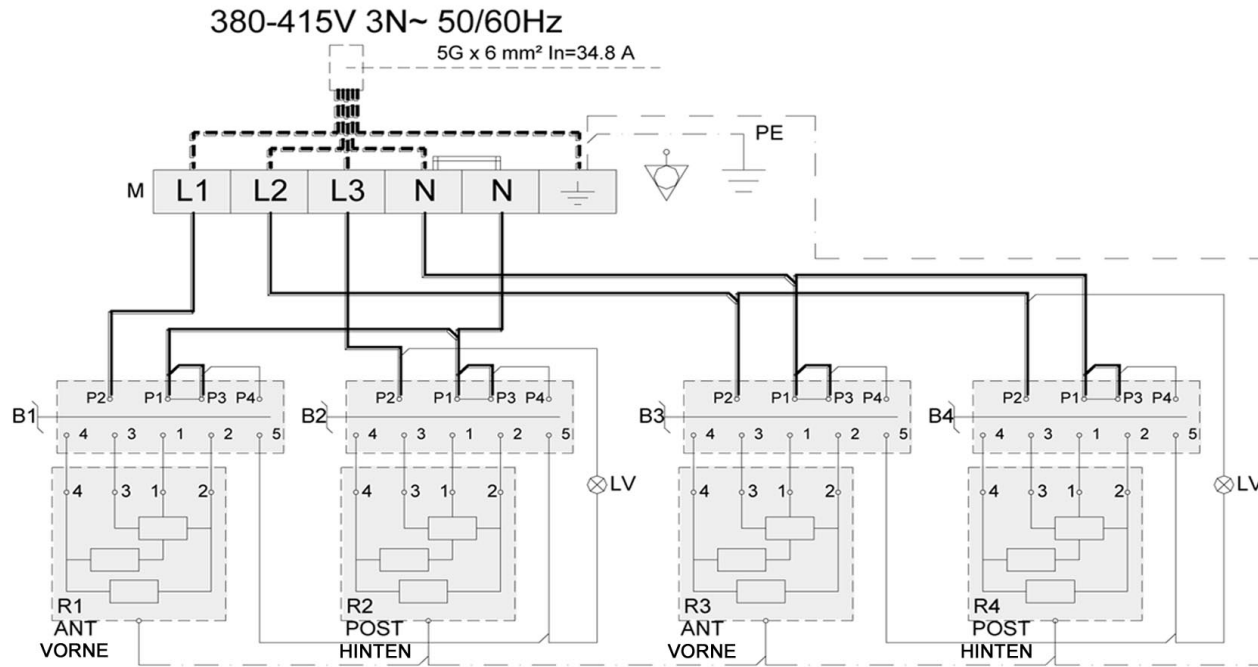 380-415V 3N~ 50/60Hz
5G x 6 mm² In=34.8 A
PE
M L1 L2 L3 N N
P2 P1 P3 P4 P2 P1 P3 P4 P2 P1 P3 P4 P2 P1 P3 P4
B1 B2 B3 B4
4 3 1 2 5 4 3 1 2 5 4 3 1 2 5 4 3 1 2 5
LV LV
4 3 1 2 4 3 1 2 4 3 1 2 4 3 1 2
R1 R2 R3 R4
ANT POST ANT POST
VORNE HINTEN VORNE HINTEN